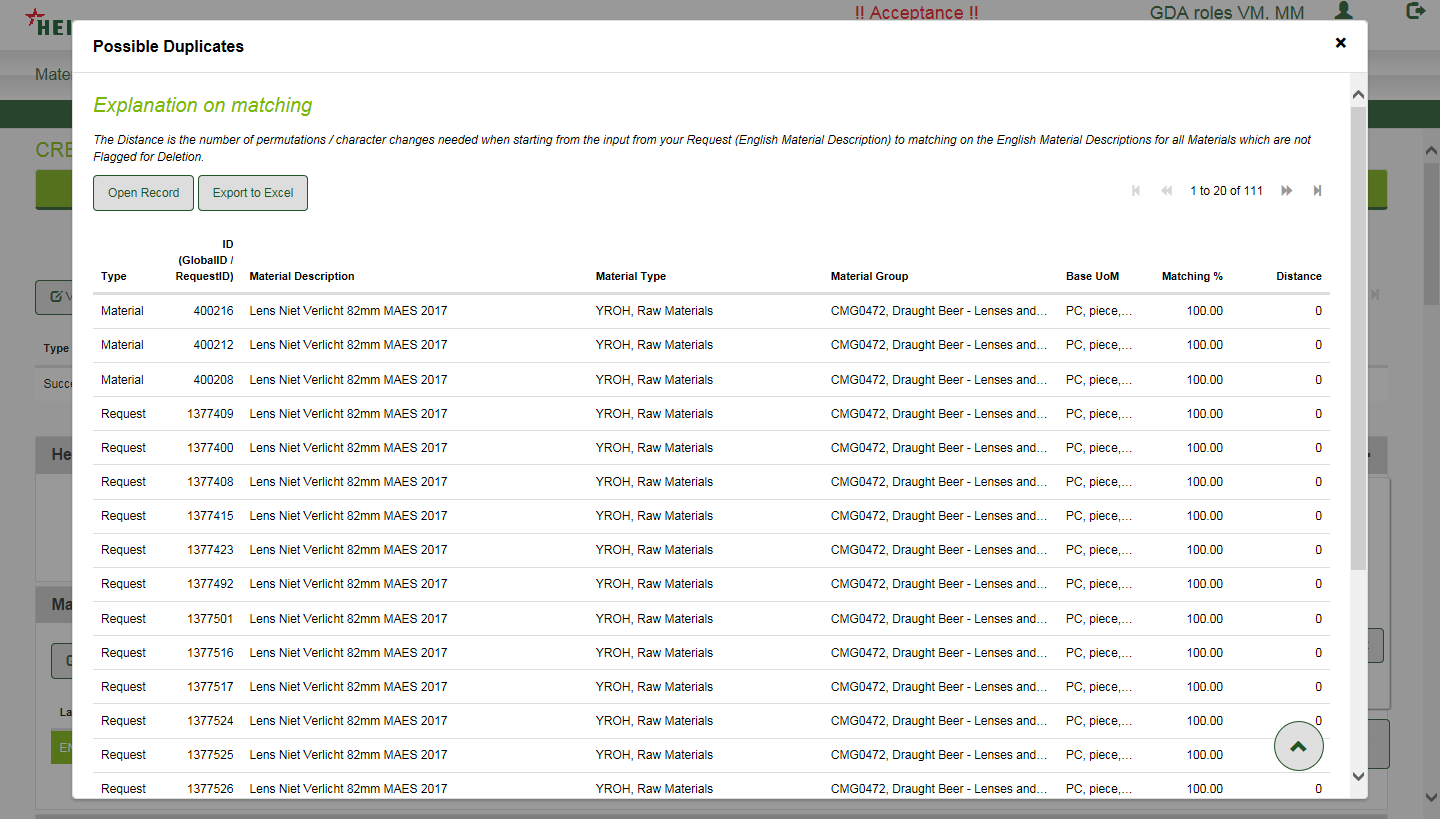 HEI
!! Acceptance !!
GDA roles VM, MM
Possible Duplicates
Mate
Explanation on matching
The Distance is the number of permutations / character changes needed when starting from the input from your Request (English Material Description) to matching on the English Material Descriptions for all Materials which are not
Flagged for Deletion.
CRE
Open Record Export to Excel 1 to 20 of 111
ID
(GlobalID /
Type RequestID) Material Description Material Type Material Group Base UoM Matching % Distance
Material 400216 Lens Niet Verlicht 82mm MAES 2017 YROH, Raw Materials CMG0472, Draught Beer - Lenses and... PC, piece,... 100.00 0
Material 400212 Lens Niet Verlicht 82mm MAES 2017 YROH, Raw Materials CMG0472, Draught Beer - Lenses and... PC, piece,... 100.00 0
Type
Material 400208 Lens Niet Verlicht 82mm MAES 2017 YROH, Raw Materials CMG0472, Draught Beer - Lenses and... PC, piece,... 100.00 0
Succe
Request 1377409 Lens Niet Verlicht 82mm MAES 2017 YROH, Raw Materials CMG0472, Draught Beer - Lenses and... PC, piece,... 100.00 0
Request 1377400 Lens Niet Verlicht 82mm MAES 2017 YROH, Raw Materials CMG0472, Draught Beer - Lenses and... PC, piece,... 100.00 0
He
Request 1377408 Lens Niet Verlicht 82mm MAES 2017 YROH, Raw Materials CMG0472, Draught Beer - Lenses and... PC, piece,... 100.00 0
Request 1377415 Lens Niet Verlicht 82mm MAES 2017 YROH, Raw Materials CMG0472, Draught Beer - Lenses and... PC, piece,... 100.00 0
Request 1377423 Lens Niet Verlicht 82mm MAES 2017 YROH, Raw Materials CMG0472, Draught Beer - Lenses and... PC, piece,... 100.00 0
Request 1377492 Lens Niet Verlicht 82mm MAES 2017 YROH, Raw Materials CMG0472, Draught Beer - Lenses and... PC, piece,... 100.00 0
Ma
Request 1377501 Lens Niet Verlicht 82mm MAES 2017 YROH, Raw Materials CMG0472, Draught Beer - Lenses and... PC, piece,... 100.00 0
Request 1377516 Lens Niet Verlicht 82mm MAES 2017 YROH, Raw Materials CMG0472, Draught Beer - Lenses and... PC, piece,... 100.00 0
Request 1377517 Lens Niet Verlicht 82mm MAES 2017 YROH, Raw Materials CMG0472, Draught Beer - Lenses and... PC, piece,... 100.00 0
La
Request 1377524 Lens Niet Verlicht 82mm MAES 2017 YROH, Raw Materials CMG0472, Draught Beer - Lenses and... PC, piece,... 100.00 0
EN
Request 1377525 Lens Niet Verlicht 82mm MAES 2017 YROH, Raw Materials CMG0472, Draught Beer - Lenses and... PC, piece,... 100.00 0
Request 1377526 Lens Niet Verlicht 82mm MAES 2017 YROH, Raw Materials CMG0472, Draught Beer - Lenses and... PC, piece,... 100.00 0